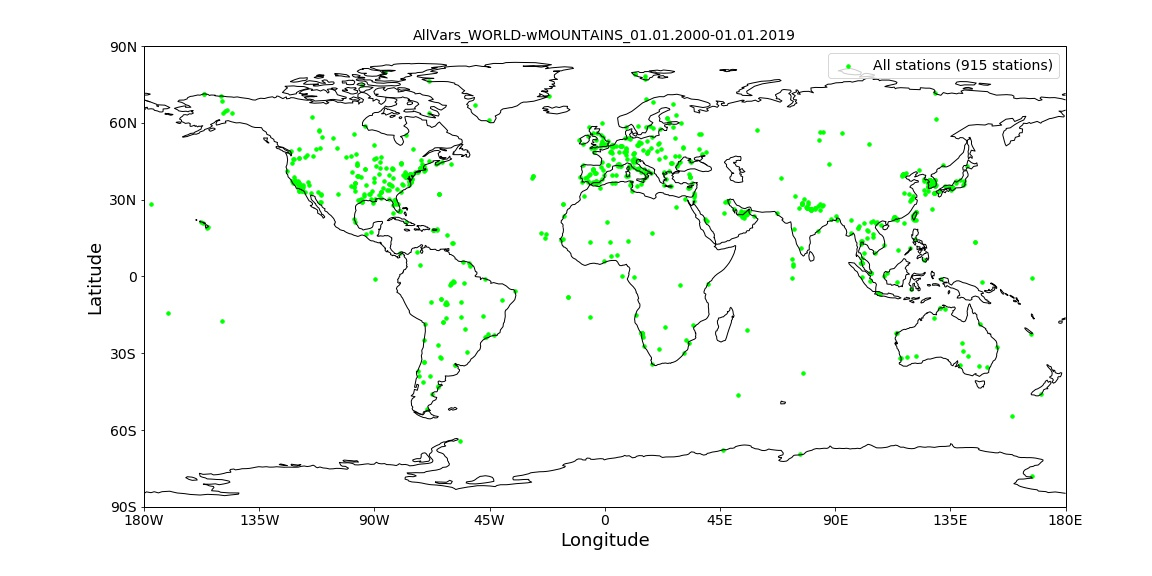 AllVars_WORLD-wMOUNTAINS_01.01.2000-01.01.2019
90N
All stations (915 stations)
60N
30N
Latitude
0
30S
60S
90S
180W 135W 90W 45W 0 45E 90E 135E 180E
Longitude